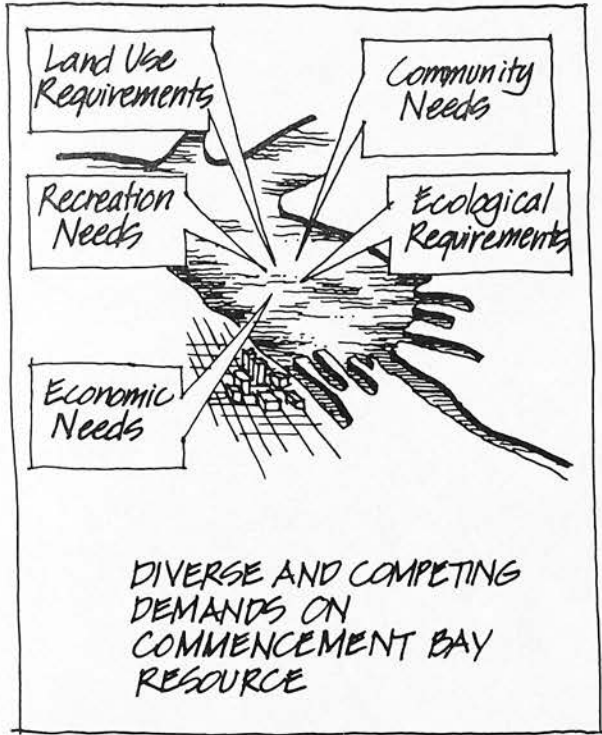 Land Use
Requirements
Community
Needs
Recreation
Needs
Ecological
Requirements
Economic
Needs
DIVERSE AND COMPETING
DEMANDS ON
COMMENCEMENT BAY
RESOURCE